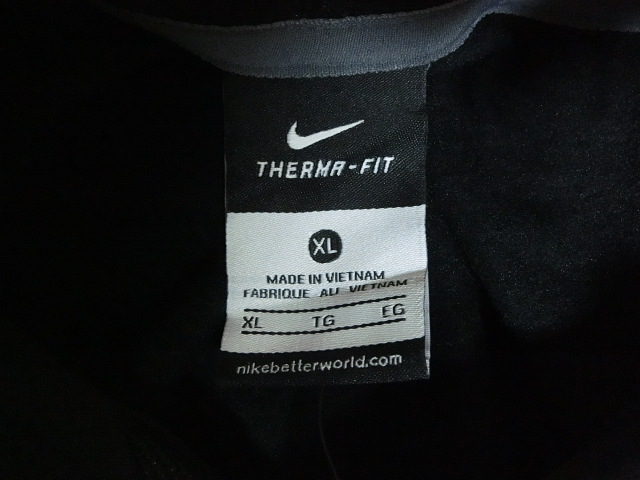 THERMA-FIT
XL
MADE IN VIETNAM
FABRIQUE AU VIETNAM
XL TG EG
nikebetterworld.com